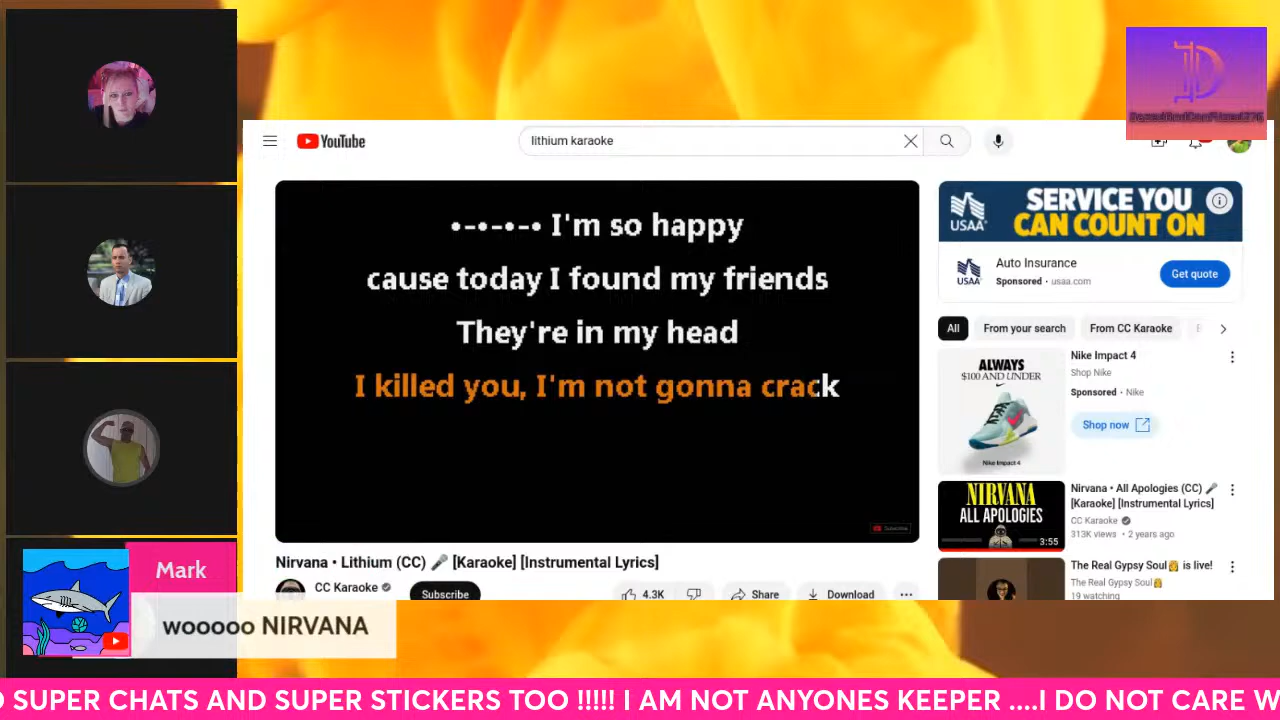 YouTube
lithium karaoke
•-•-•-• I'm so happy
cause today I found my friends
They're in my head
I killed you, I'm not gonna crack
Subscribe
Nirvana • Lithium (CC) 🎤 [Karaoke] [Instrumental Lyrics]
CC Karaoke
Subscribe
4.3K
Share
Download
USAA
SERVICE YOU
CAN COUNT ON
USAA
Auto Insurance
Sponsored • usaa.com
Get quote
All
From your search
From CC Karaoke
ALWAYS
$100 AND UNDER
Nike Impact 4
Nike Impact 4
Shop Nike
Sponsored • Nike
Shop now
NIRVANA
ALL APOLOGIES
3:55
Nirvana • All Apologies (CC) 🎤
[Karaoke] [Instrumental Lyrics]
CC Karaoke
313K views • 2 years ago
The Real Gypsy Soul is live!
The Real Gypsy Soul
19 watching
Mark
wooooo NIRVANA
SUPER CHATS AND SUPER STICKERS TOO !!!!! I AM NOT ANYONES KEEPER ....I DO NOT CARE W